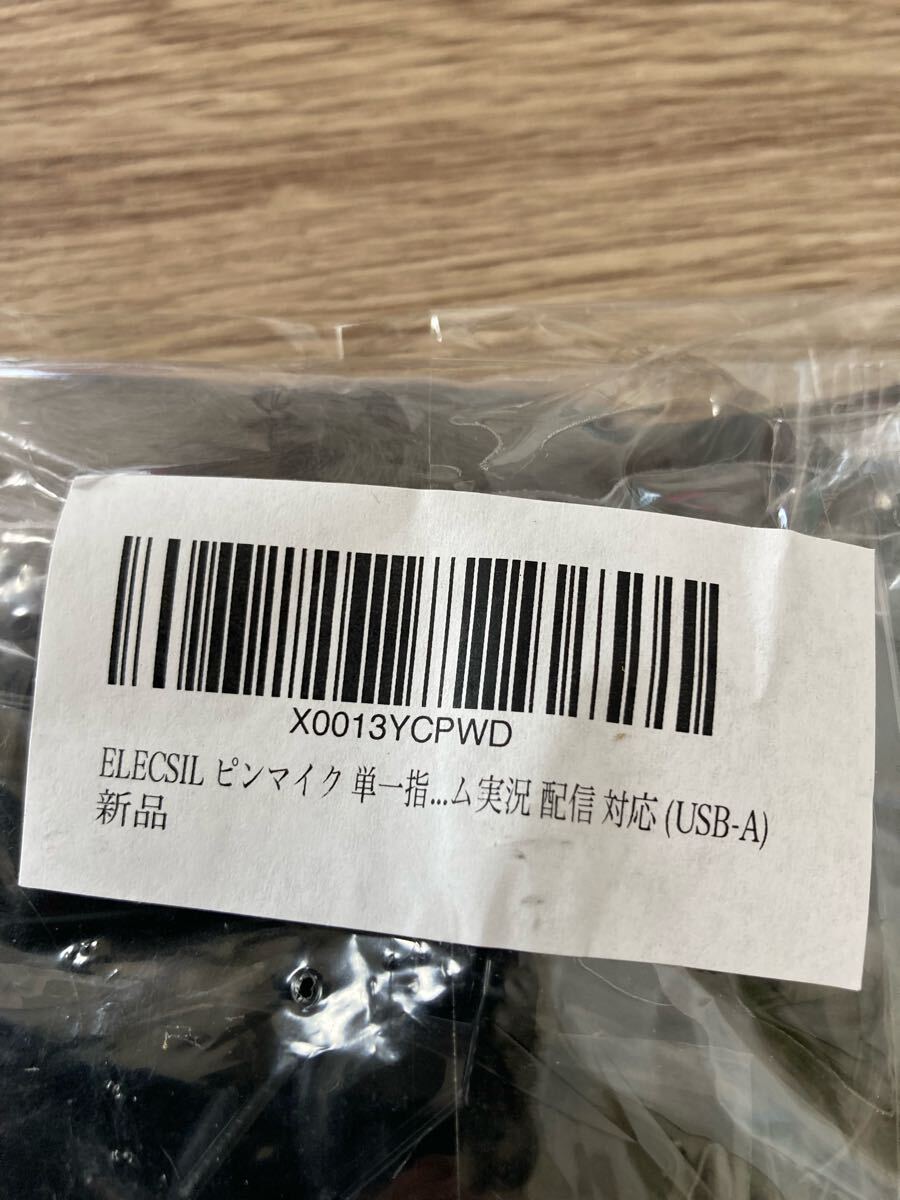 X0013YCPWD
ELECSIL ピンマイク 単一指...ム実況 配信 対応 (USB-A)
新品